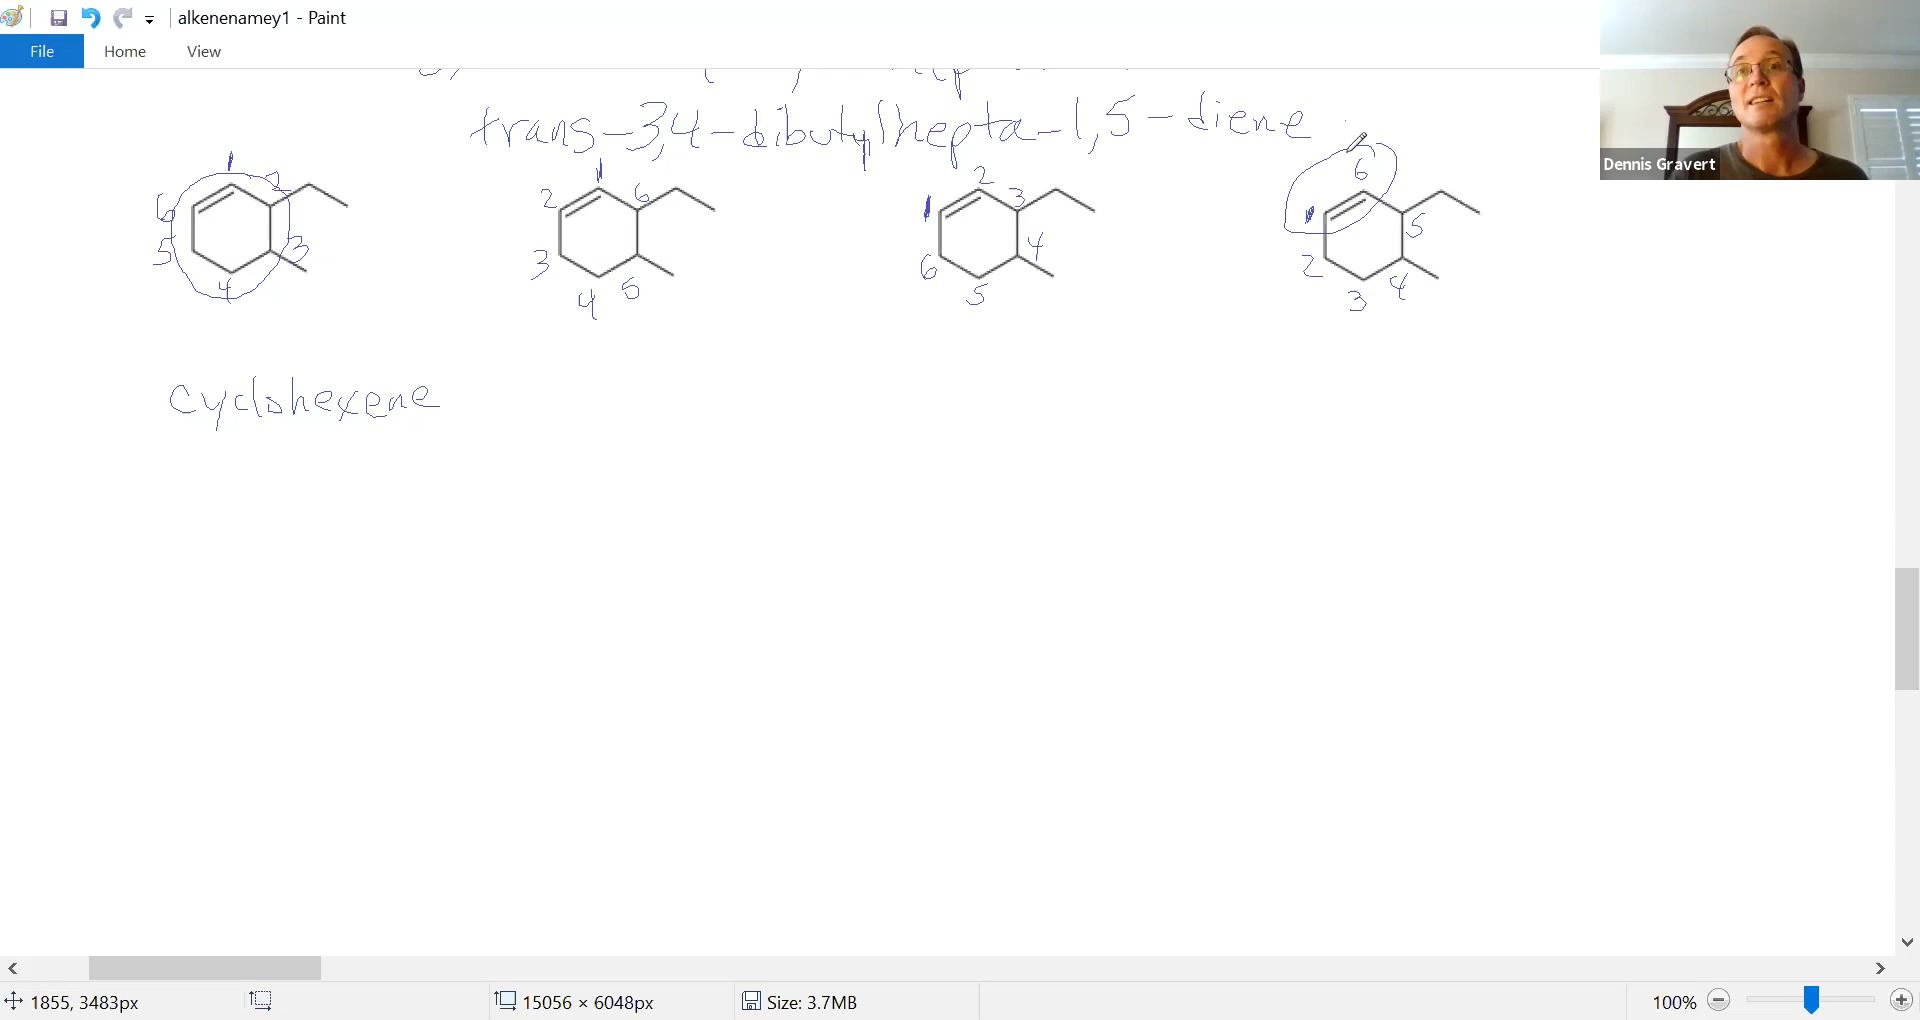 alkenenamey1 - Paint
File Home View
trans-3,4-dibutylhepta-1,5-diene
Dennis Gravert
1 2 3 4 5 6
1 2 3 4 5 6
1 2 3 4 5 6
1 2 3 4 5 6
cyclohexene
1855, 3483px 15056 × 6048px Size: 3.7MB 100%